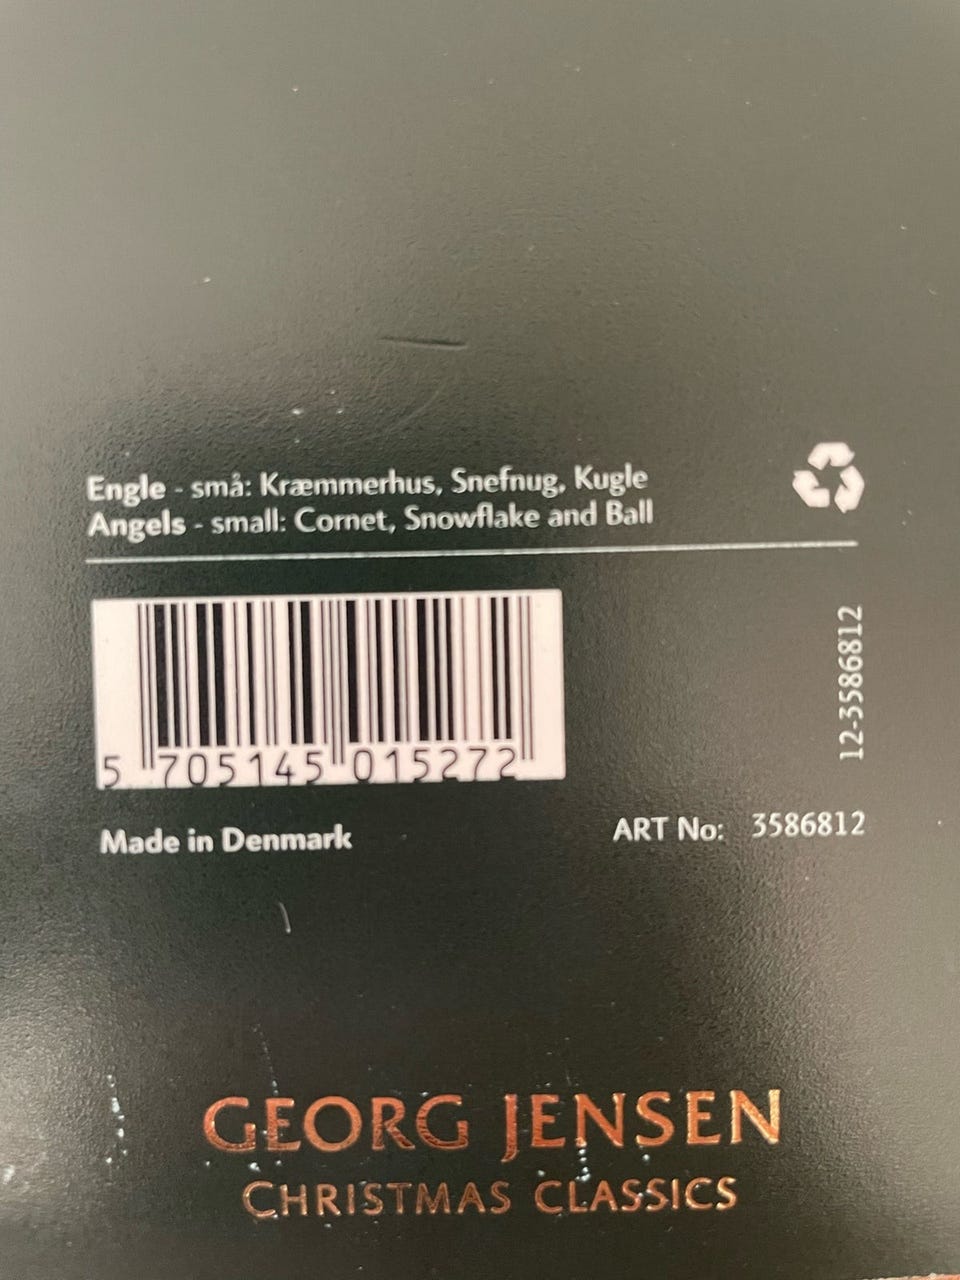 Engle - små: Kræmmerhus, Snefnug, Kugle
Angels - small: Cornet, Snowflake and Ball
5 705145 015272
12-3586812
Made in Denmark
ART No: 3586812
GEORG JENSEN
CHRISTMAS CLASSICS